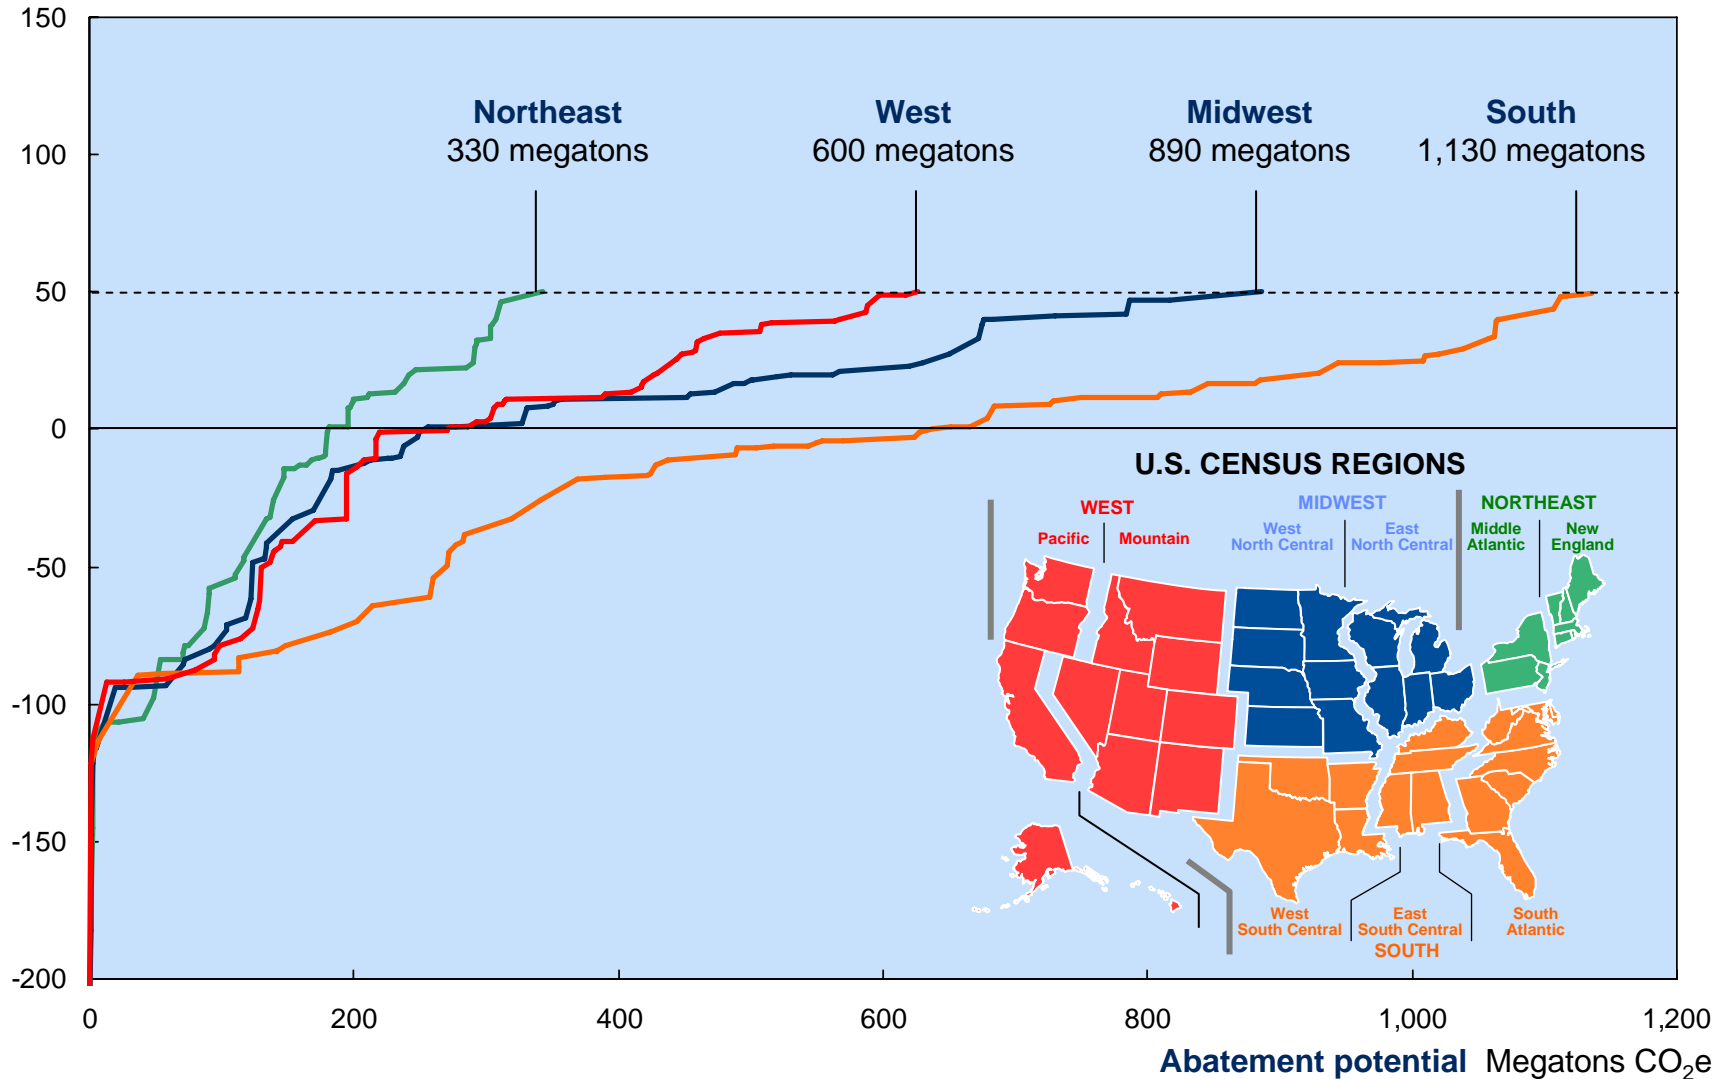 150
Northeast
330 megatons
West
600 megatons
Midwest
890 megatons
South
1,130 megatons
100
50
0
-50
-100
-150
-200
U.S. CENSUS REGIONS
WEST
Pacific
Mountain
MIDWEST
West
North Central
East
North Central
NORTHEAST
Middle
Atlantic
New
England
West
South Central
East
South Central
SOUTH
South
Atlantic
0
200
400
600
800
1,000
1,200
Abatement potential Megatons CO₂e